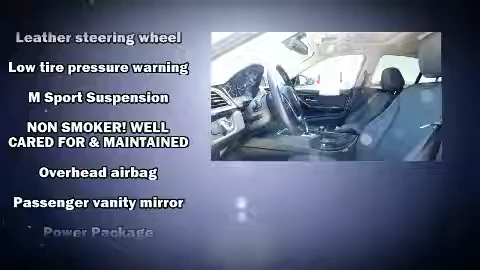 Leather steering wheel
Low tire pressure warning
M Sport Suspension
NON SMOKER! WELL
CARED FOR & MAINTAINED
Overhead airbag
Passenger vanity mirror
Power Package